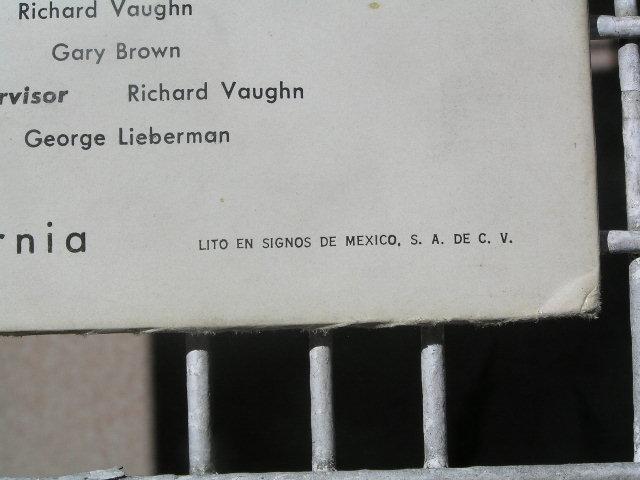 Richard Vaughn
Gary Brown
rvisor Richard Vaughn
George Lieberman
rnia
LITO EN SIGNOS DE MEXICO, S. A. DE C. V.